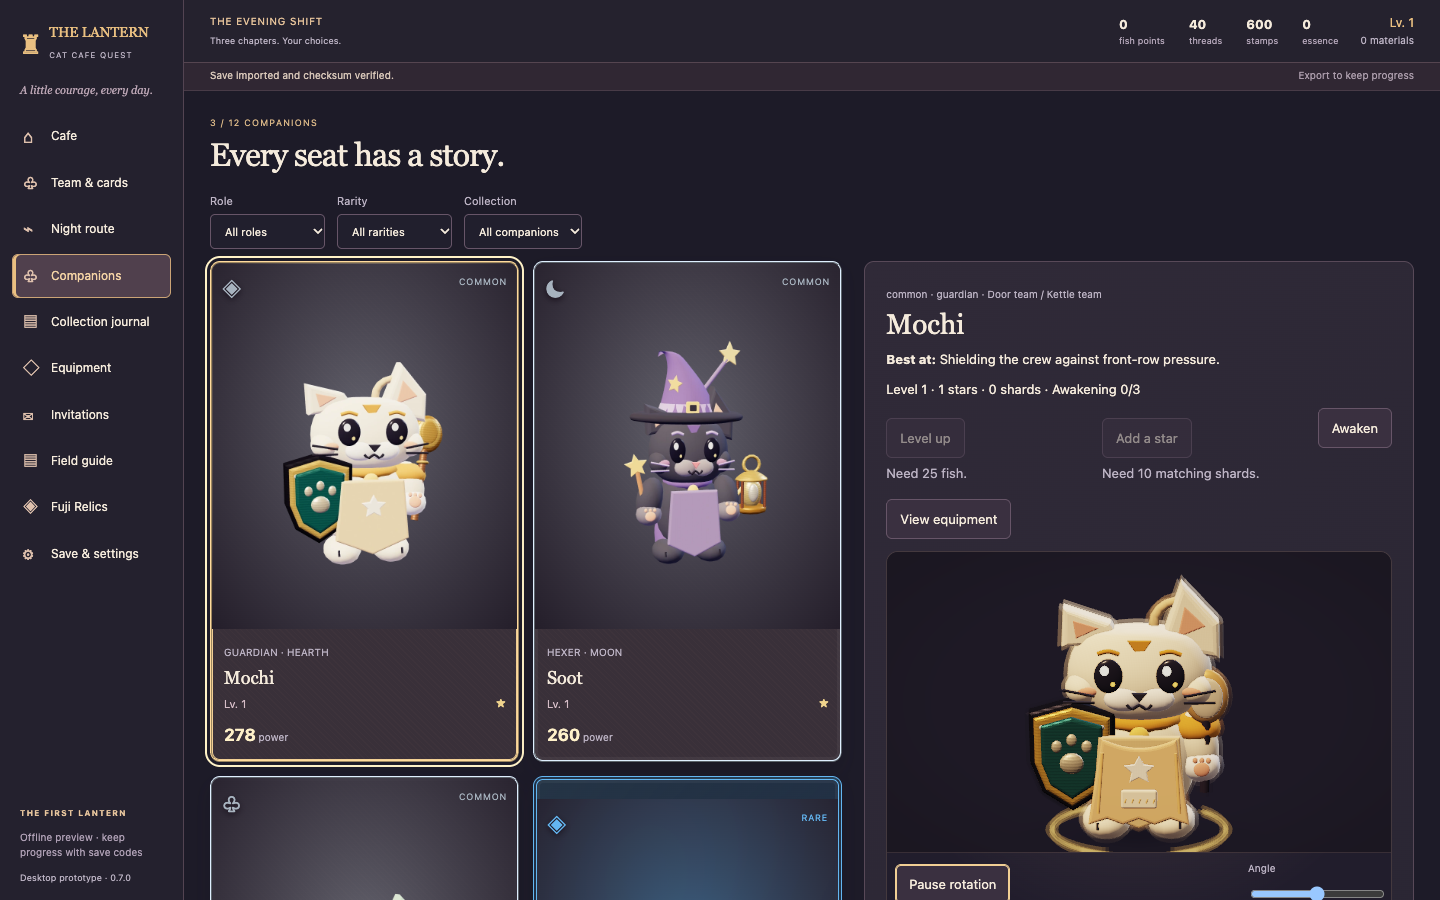 THE LANTERN
CAT CAFE QUEST
A little courage, every day.
Cafe
Team & cards
Night route
Companions
Collection journal
Equipment
Invitations
Field guide
Fuji Relics
Save & settings
THE FIRST LANTERN
Offline preview · keep
progress with save codes
Desktop prototype · 0.7.0
THE EVENING SHIFT
Three chapters. Your choices.
0 fish points
40 threads
600 stamps
0 essence
Lv. 1
0 materials
Save imported and checksum verified.
Export to keep progress
3 / 12 COMPANIONS
Every seat has a story.
Role
Rarity
Collection
All roles
All rarities
All companions
COMMON
GUARDIAN · HEARTH
Mochi
Lv. 1
278 power
COMMON
HEXER · MOON
Soot
Lv. 1
260 power
COMMON
RARE
common · guardian · Door team / Kettle team
Mochi
Best at: Shielding the crew against front-row pressure.
Level 1 · 1 stars · 0 shards · Awakening 0/3
Level up
Add a star
Awaken
Need 25 fish.
Need 10 matching shards.
View equipment
Pause rotation
Angle